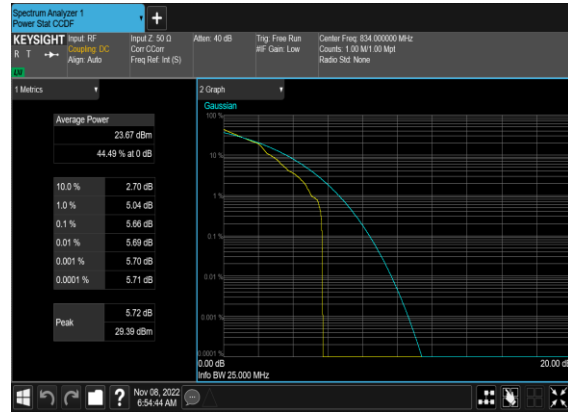 Spectrum Analyzer 1
Power Stat CCDF
+
KEYSIGHT
R T
LXI
Input: RF
Coupling: DC
Align: Auto
Input Z: 50 Ω
Corr CCorr
Freq Ref: Int (S)
Atten: 40 dB
Trig: Free Run
#IF Gain: Low
Center Freq: 834.000000 MHz
Counts: 1.00 M/1.00 Mpt
Radio Std: None
1 Metrics
Average Power
23.67 dBm
44.49 % at 0 dB
10.0 % 2.70 dB
1.0 % 5.04 dB
0.1 % 5.66 dB
0.01 % 5.69 dB
0.001 % 5.70 dB
0.0001 % 5.71 dB
Peak
5.72 dB
29.39 dBm
2 Graph
Gaussian
100 %
10 %
1 %
0.1 %
0.01 %
0.001 %
0.0001 %
0.00 dB
20.00 dB
Info BW 25.000 MHz
?
Nov 08, 2022
6:54:44 AM